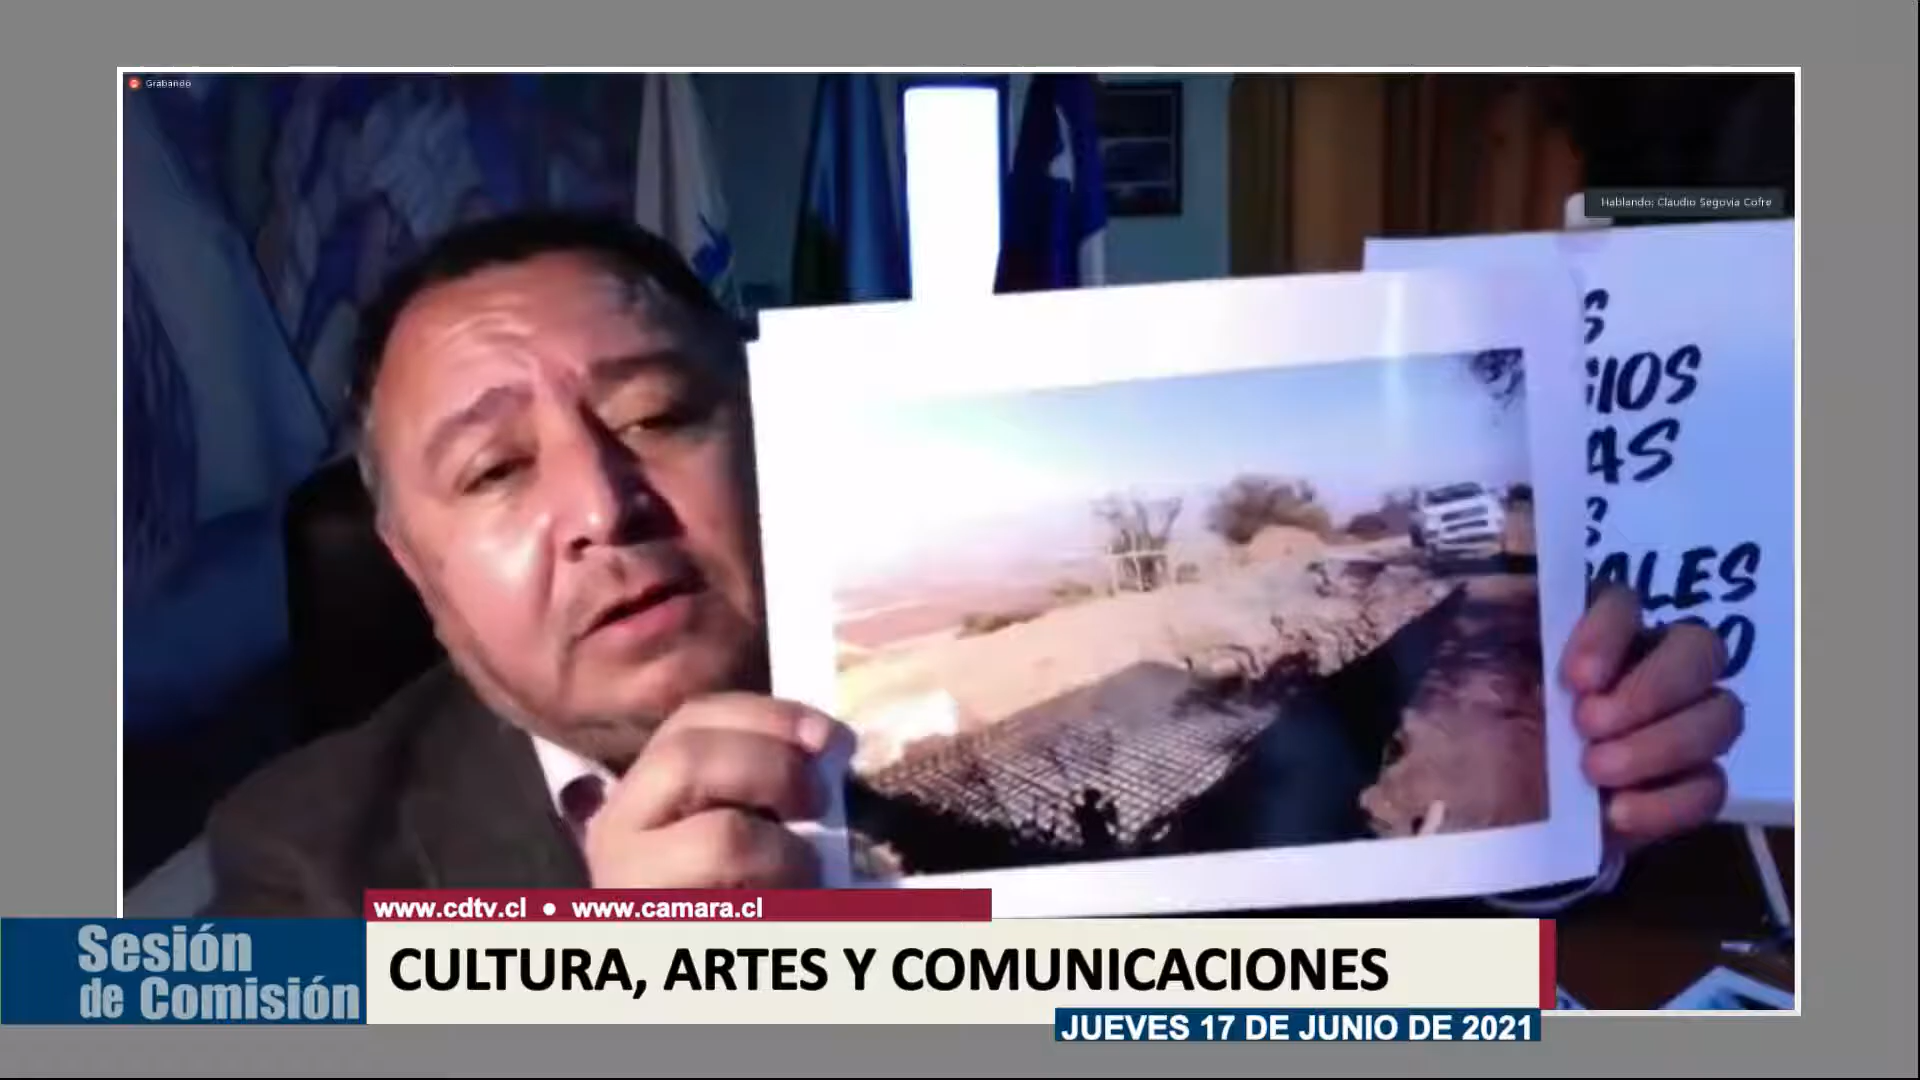 Grabando
Hablando: Claudio Segovia Cofre
www.cdtv.cl • www.camara.cl
Sesión
de Comisión
CULTURA, ARTES Y COMUNICACIONES
JUEVES 17 DE JUNIO DE 2021